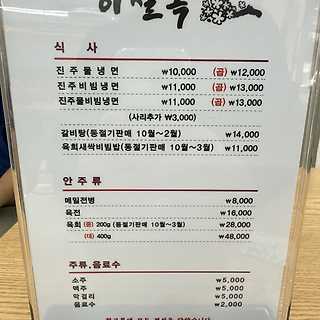 식 사
진주물냉면 ₩10,000 (곱) ₩12,000
진주비빔냉면 ₩11,000 (곱) ₩13,000
진주물비빔냉면 ₩11,000 (곱) ₩13,000
(사리추가 ₩3,000)
갈비탕(동절기판매 10월~2월) ₩14,000
육회새싹비빔밥(동절기판매 10월~3월) ₩11,000
안 주 류
메밀전병 ₩8,000
육전 ₩16,000
육회 (중) 200g (동절기판매 10월~3월) ₩28,000
(대) 400g ₩48,000
주류,음료수
소주 ₩5,000
맥주 ₩5,000
막걸리 ₩5,000
음료수 ₩2,000